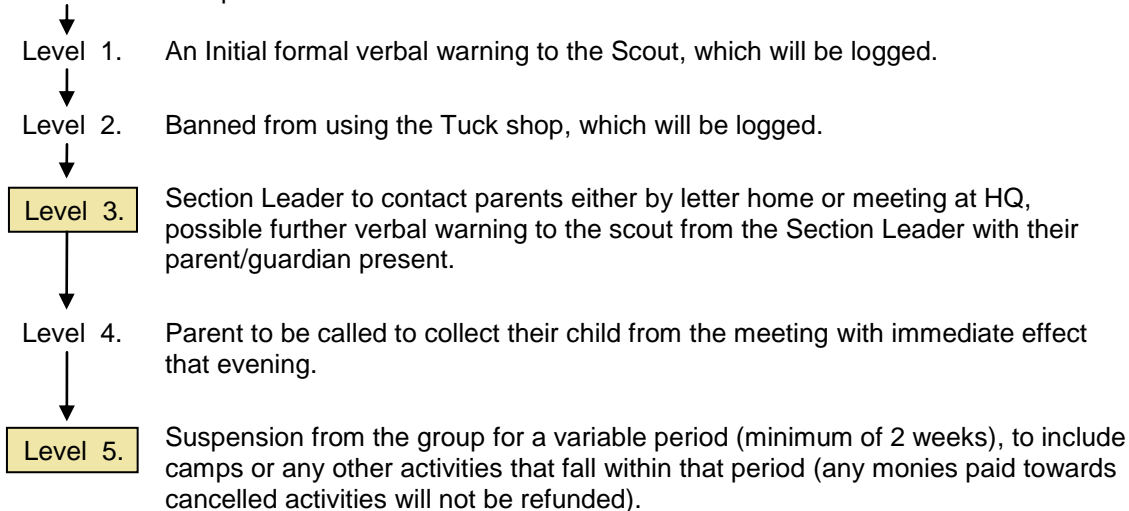 Level 1. An Initial formal verbal warning to the Scout, which will be logged.
Level 2. Banned from using the Tuck shop, which will be logged.
Level 3. Section Leader to contact parents either by letter home or meeting at HQ,
possible further verbal warning to the scout from the Section Leader with their
parent/guardian present.
Level 4. Parent to be called to collect their child from the meeting with immediate effect
that evening.
Level 5. Suspension from the group for a variable period (minimum of 2 weeks), to include
camps or any other activities that fall within that period (any monies paid towards
cancelled activities will not be refunded).